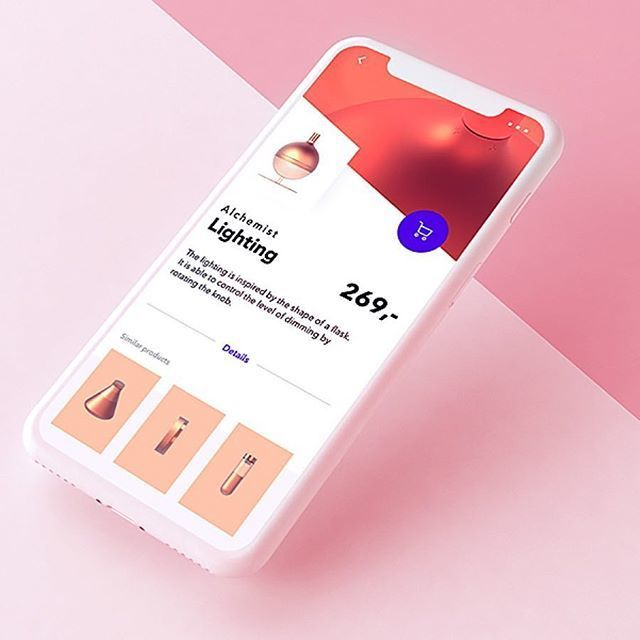 Alchemist
Lighting
269,-
The lighting is inspired by the shape of a flask.
It is able to control the level of dimming by
rotating the knob.
Details
Similar products